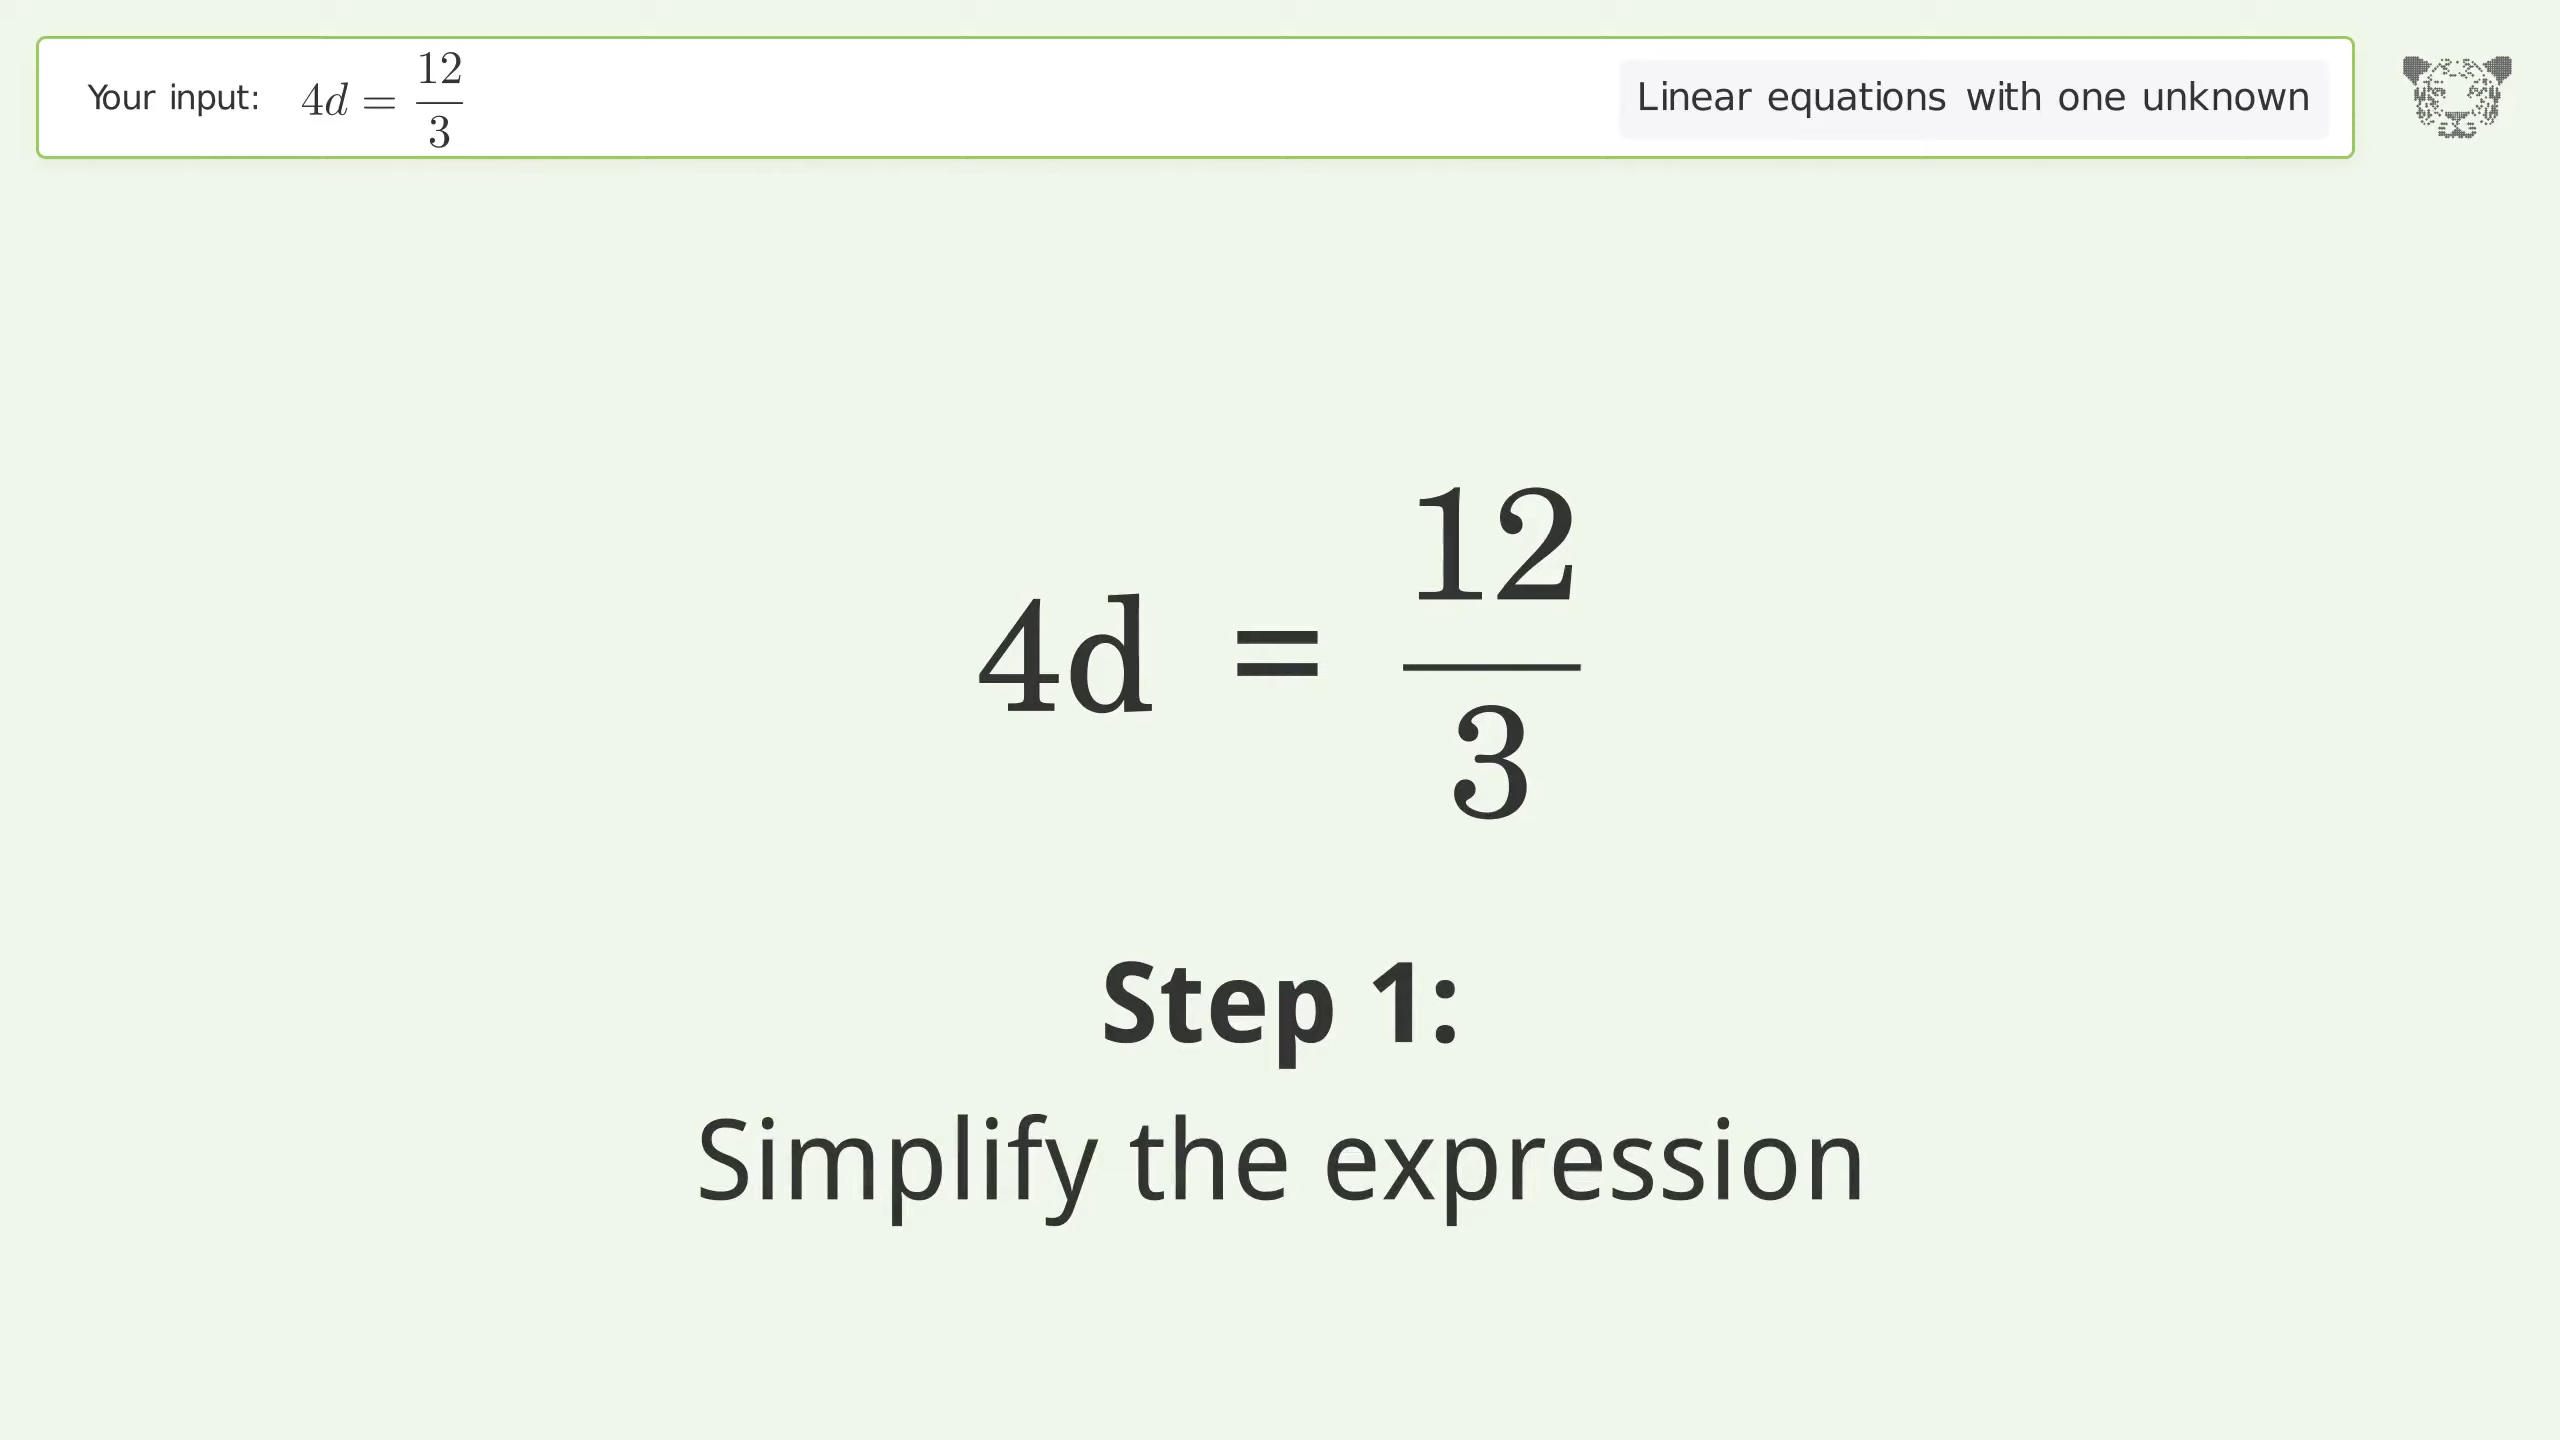 Your input: 4d = 12/3
Linear equations with one unknown
4d = 12/3
Step 1:
Simplify the expression